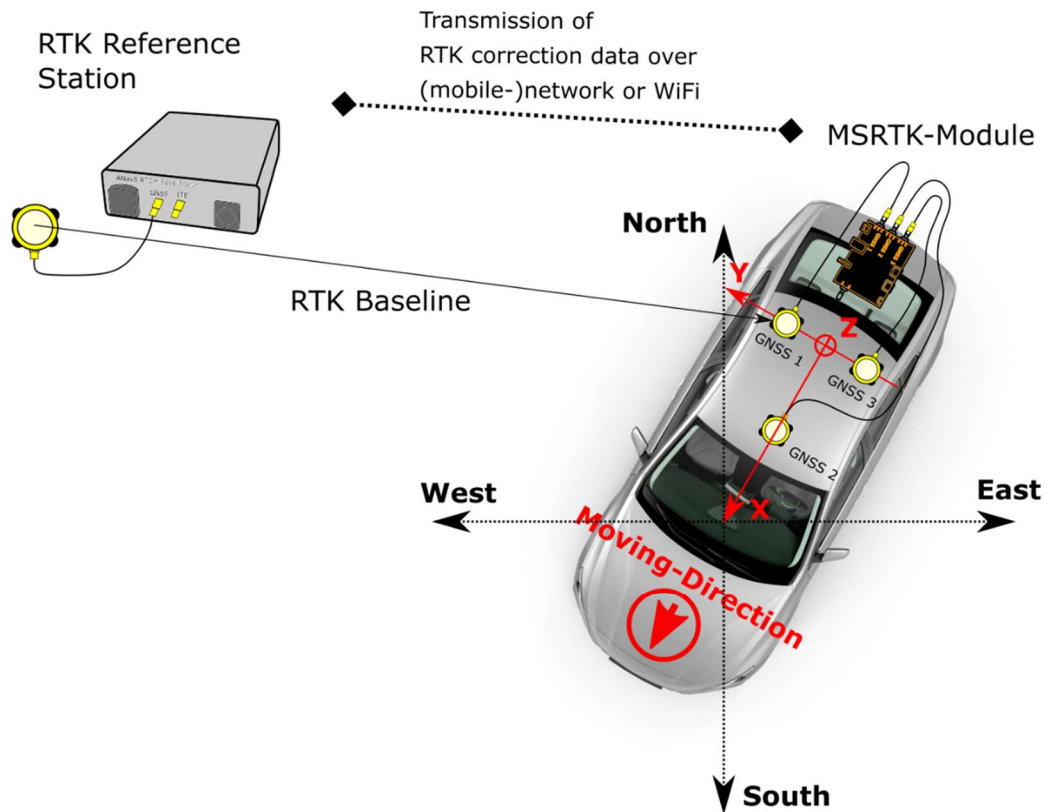 RTK Reference
Station
Transmission of
RTK correction data over
(mobile-)network or WiFi
MSRTK-Module
GNSS LTE
RTK Baseline
North
Y
Z
GNSS 1
GNSS 3
GNSS 2
X
West
East
Moving-Direction
South